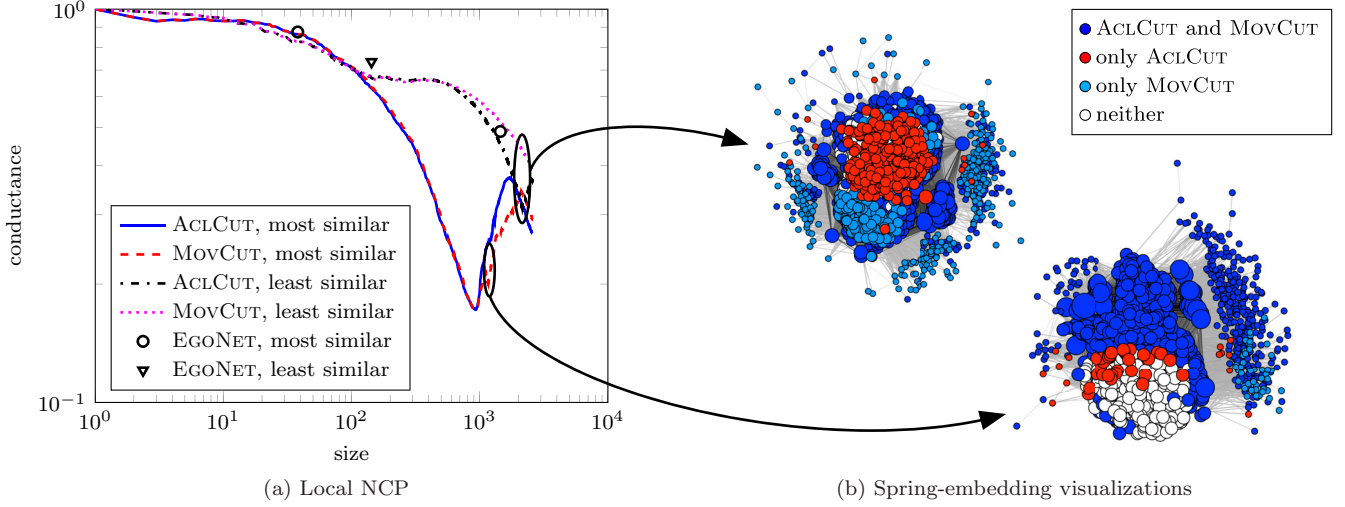 10^0
10^-1
conductance
ACLCUT, most similar
MOVCUT, most similar
ACLCUT, least similar
MOVCUT, least similar
EGONET, most similar
EGONET, least similar
10^0
10^1
10^2
10^3
10^4
size
(a) Local NCP
ACLCUT and MOVCUT
only ACLCUT
only MOVCUT
neither
(b) Spring-embedding visualizations